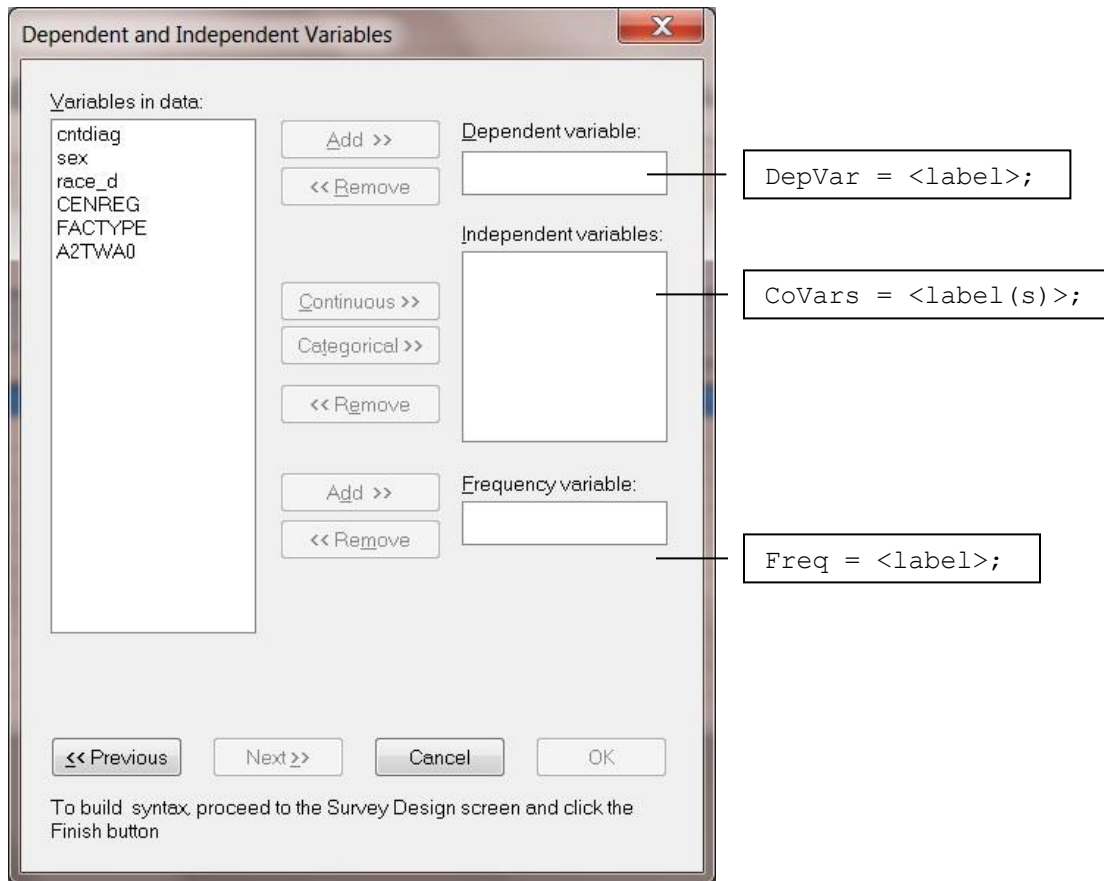 Dependent and Independent Variables
X
Variables in data:
cntdiag
sex
race_d
CENREG
FACTYPE
A2TWA0
Add >>
<< Remove
Dependent variable:
DepVar = <label>;
Independent variables:
Continuous >>
Categorical >>
<< Remove
CoVars = <label(s)>;
Add >>
<< Remove
Frequency variable:
Freq = <label>;
<< Previous
Next >>
Cancel
OK
To build syntax, proceed to the Survey Design screen and click the
Finish button